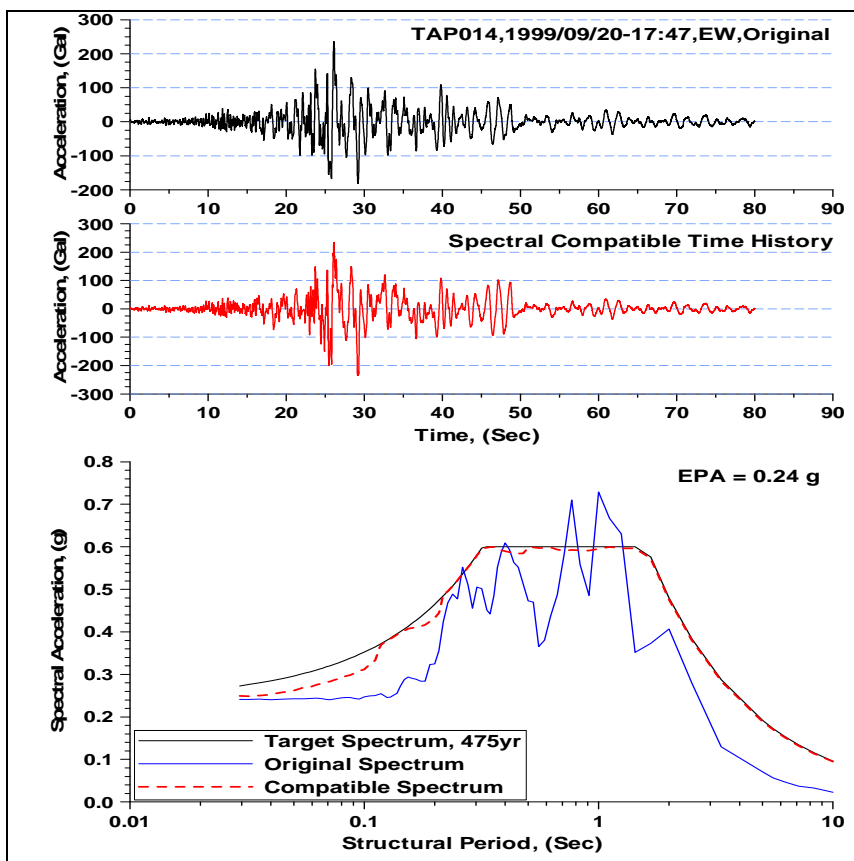 300
200
100
0
-100
-200
Acceleration, (Gal)
TAP014,1999/09/20-17:47,EW,Original
0 10 20 30 40 50 60 70 80 90
300
200
100
0
-100
-200
-300
Acceleration, (Gal)
Spectral Compatible Time History
0 10 20 30 40 50 60 70 80 90
Time, (Sec)
0.8
0.7
0.6
0.5
0.4
0.3
0.2
0.1
0.0
Spectral Acceleration, (g)
EPA = 0.24 g
Target Spectrum, 475yr
Original Spectrum
Compatible Spectrum
0.01 0.1 1 10
Structural Period, (Sec)